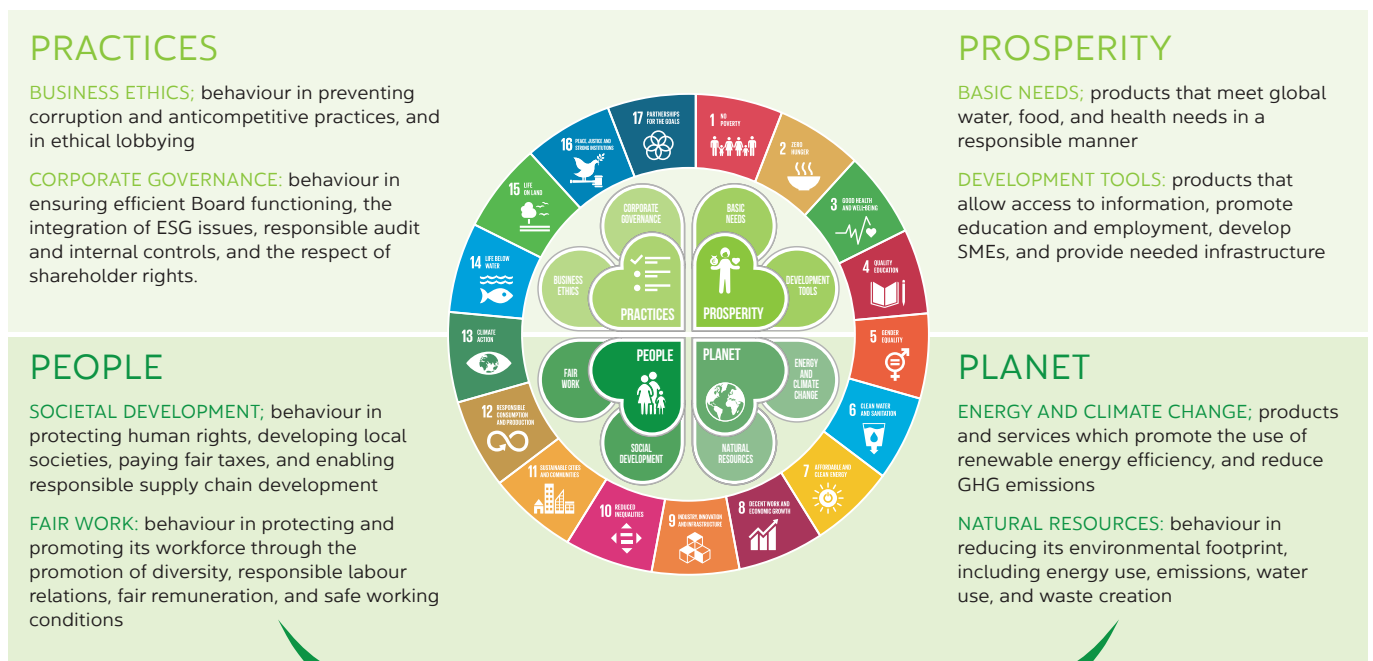 PRACTICES
BUSINESS ETHICS; behaviour in preventing
corruption and anticompetitive practices, and
in ethical lobbying
CORPORATE GOVERNANCE: behaviour in
ensuring efficient Board functioning, the
integration of ESG issues, responsible audit
and internal controls, and the respect of
shareholder rights.
PROSPERITY
BASIC NEEDS; products that meet global
water, food, and health needs in a
responsible manner
DEVELOPMENT TOOLS: products that
allow access to information, promote
education and employment, develop
SMEs, and provide needed infrastructure
PEOPLE
SOCIETAL DEVELOPMENT; behaviour in
protecting human rights, developing local
societies, paying fair taxes, and enabling
responsible supply chain development
FAIR WORK: behaviour in protecting and
promoting its workforce through the
promotion of diversity, responsible labour
relations, fair remuneration, and safe working
conditions
PLANET
ENERGY AND CLIMATE CHANGE; products
and services which promote the use of
renewable energy efficiency, and reduce
GHG emissions
NATURAL RESOURCES: behaviour in
reducing its environmental footprint,
including energy use, emissions, water
use, and waste creation
1 NO
POVERTY
2 ZERO
HUNGER
3 GOOD HEALTH
AND WELL-BEING
4 QUALITY
EDUCATION
5 GENDER
EQUALITY
6 CLEAN WATER
AND SANITATION
7 AFFORDABLE AND
CLEAN ENERGY
8 DECENT WORK AND
ECONOMIC GROWTH
9 INDUSTRY, INNOVATION
AND INFRASTRUCTURE
10 REDUCED
INEQUALITIES
11 SUSTAINABLE CITIES
AND COMMUNITIES
12 RESPONSIBLE
CONSUMPTION
AND PRODUCTION
13 CLIMATE
ACTION
14 LIFE BELOW
WATER
15 LIFE
ON LAND
16 PEACE, JUSTICE AND
STRONG INSTITUTIONS
17 PARTNERSHIPS
FOR THE GOALS
CORPORATE
GOVERNANCE
BUSINESS
ETHICS
PRACTICES
BASIC
NEEDS
DEVELOPMENT
TOOLS
PROSPERITY
PEOPLE
FAIR
WORK
SOCIAL
DEVELOPMENT
PLANET
ENERGY
AND
CLIMATE
CHANGE
NATURAL
RESOURCES